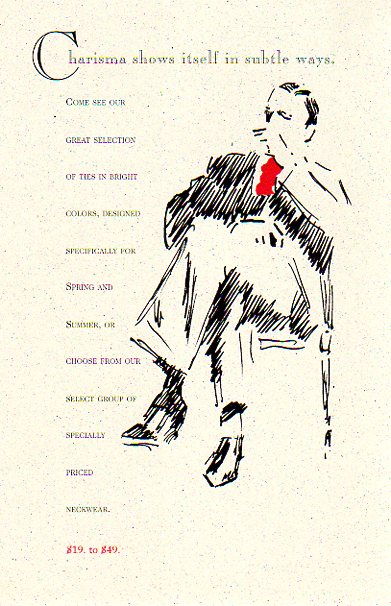 Charisma shows itself in subtle ways.
Come see our
great selection
of ties in bright
colors, designed
specifically for
Spring and
Summer, or
choose from our
select group of
specially
priced
neckwear.
$19. to $49.